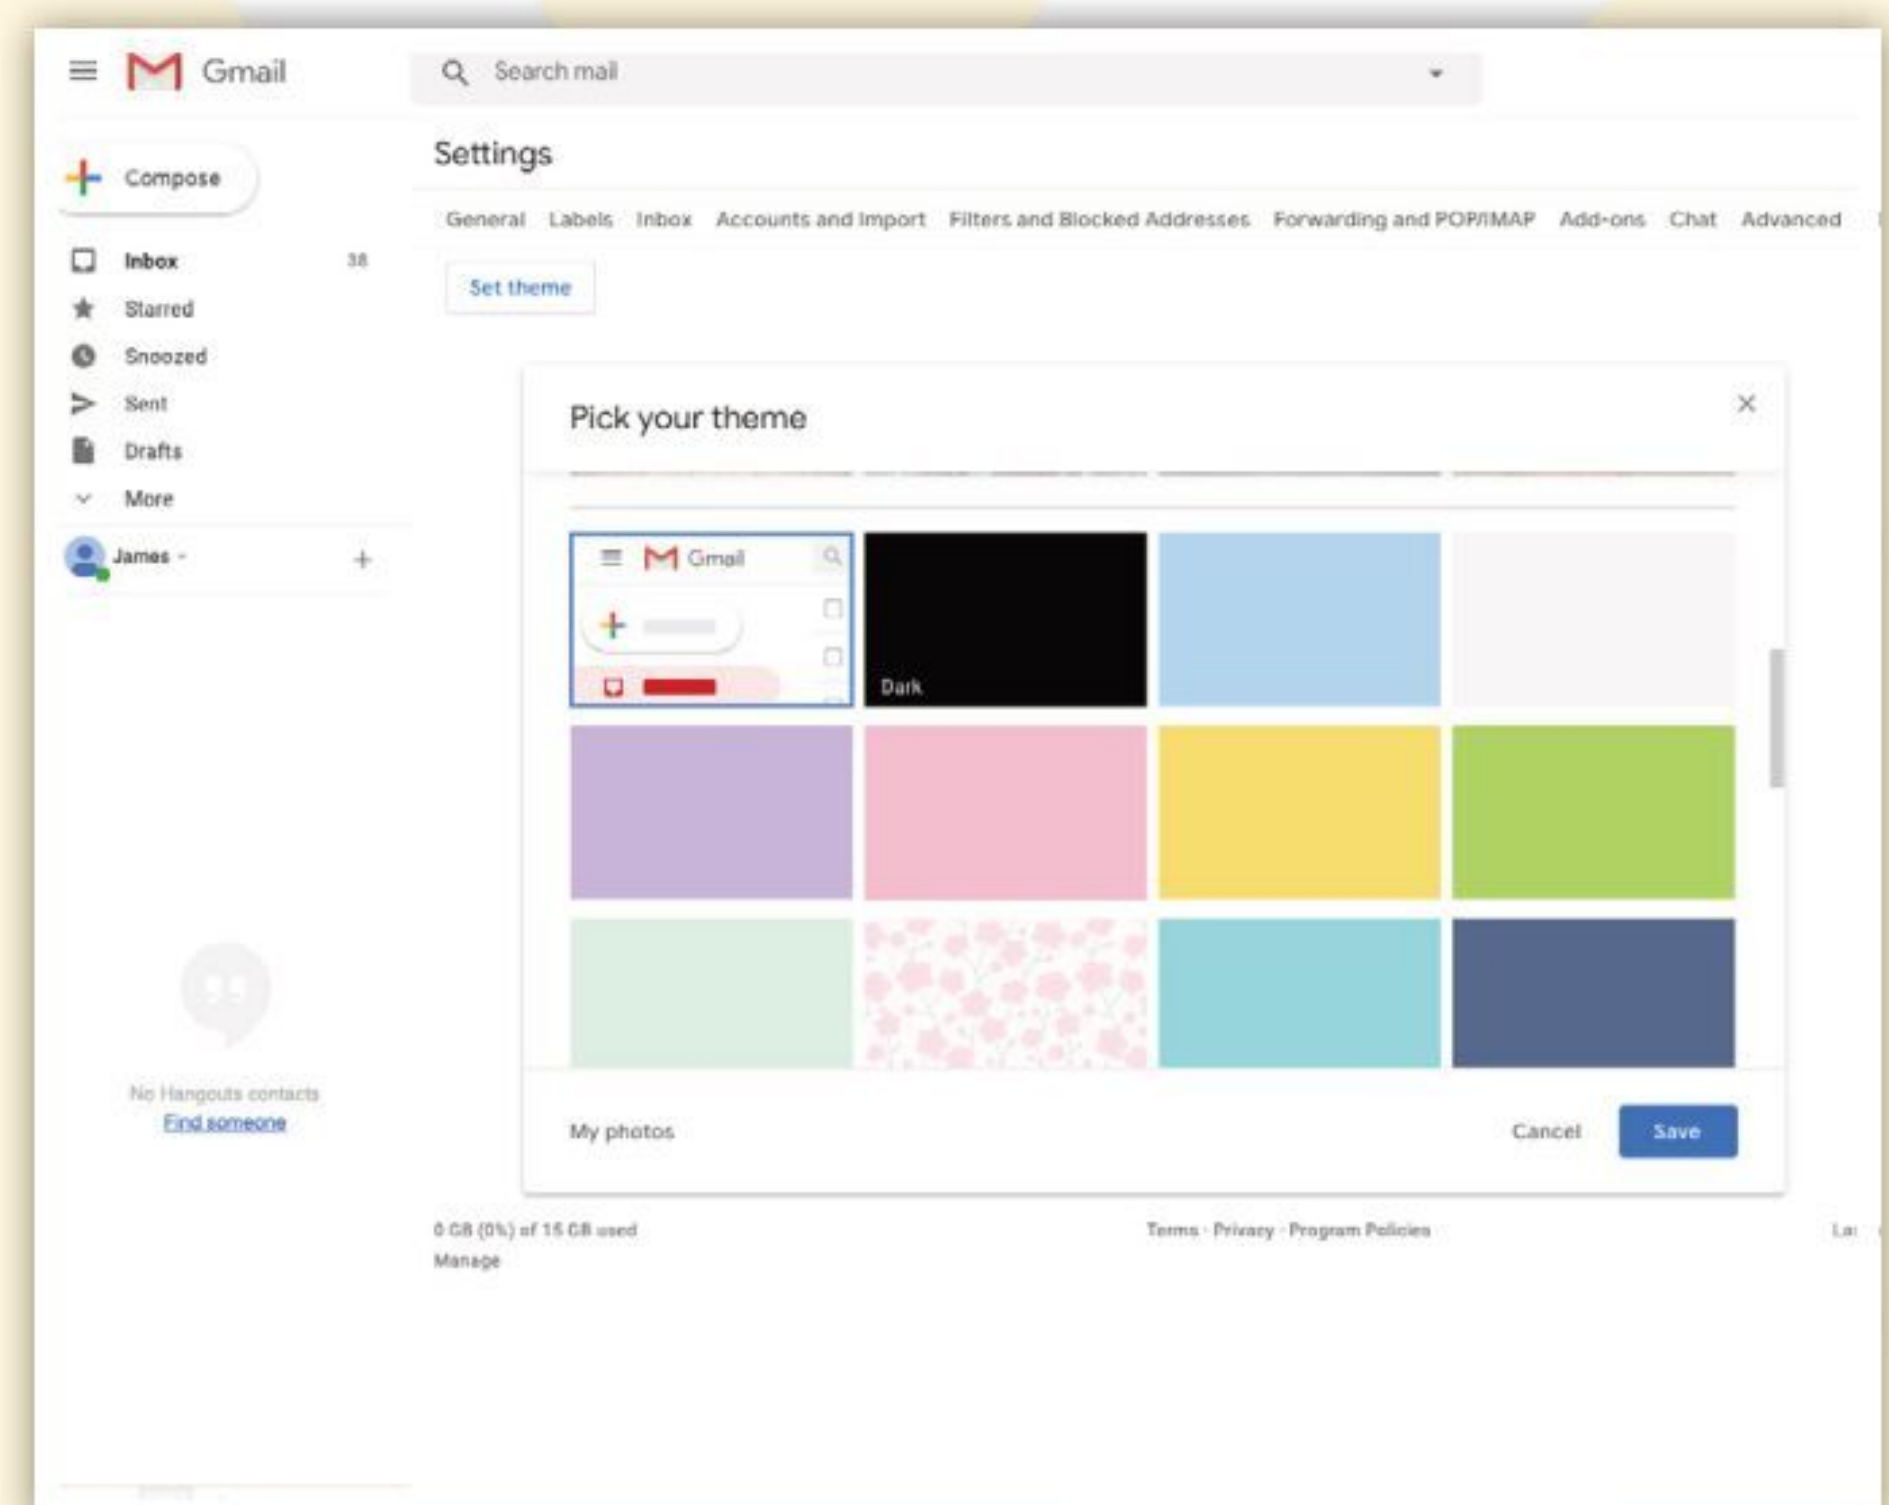 Gmail
Search mail
Compose
Settings
General Labels Inbox Accounts and Import Filters and Blocked Addresses Forwarding and POP/IMAP Add-ons Chat Advanced
Inbox 38
Set theme
Starred
Snoozed
Sent
Drafts
More
James
Pick your theme
Gmail
Dark
No Hangouts contacts
Find someone
My photos Cancel Save
0 GB (0%) of 15 GB used
Terms · Privacy · Program Policies
Manage